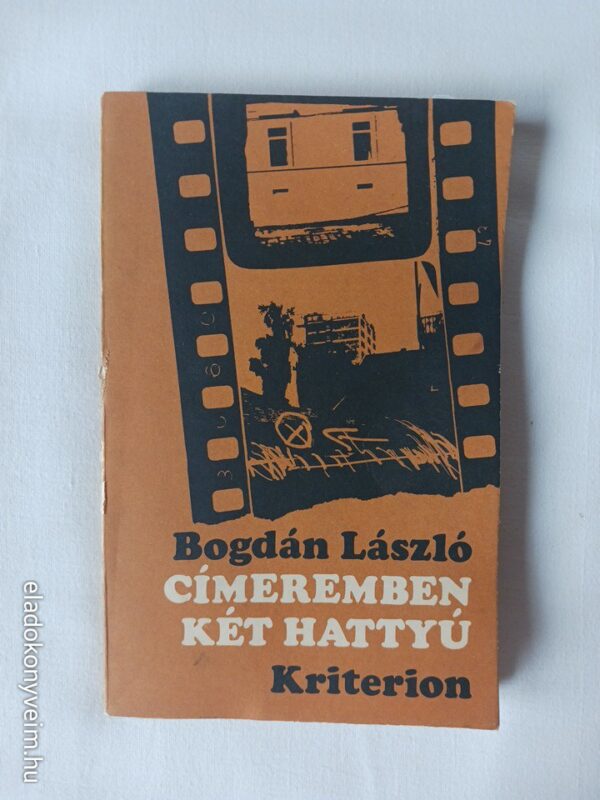 Bogdán László
CÍMEREMBEN
KÉT HATTYÚ
Kriterion
eladokonyveim.hu